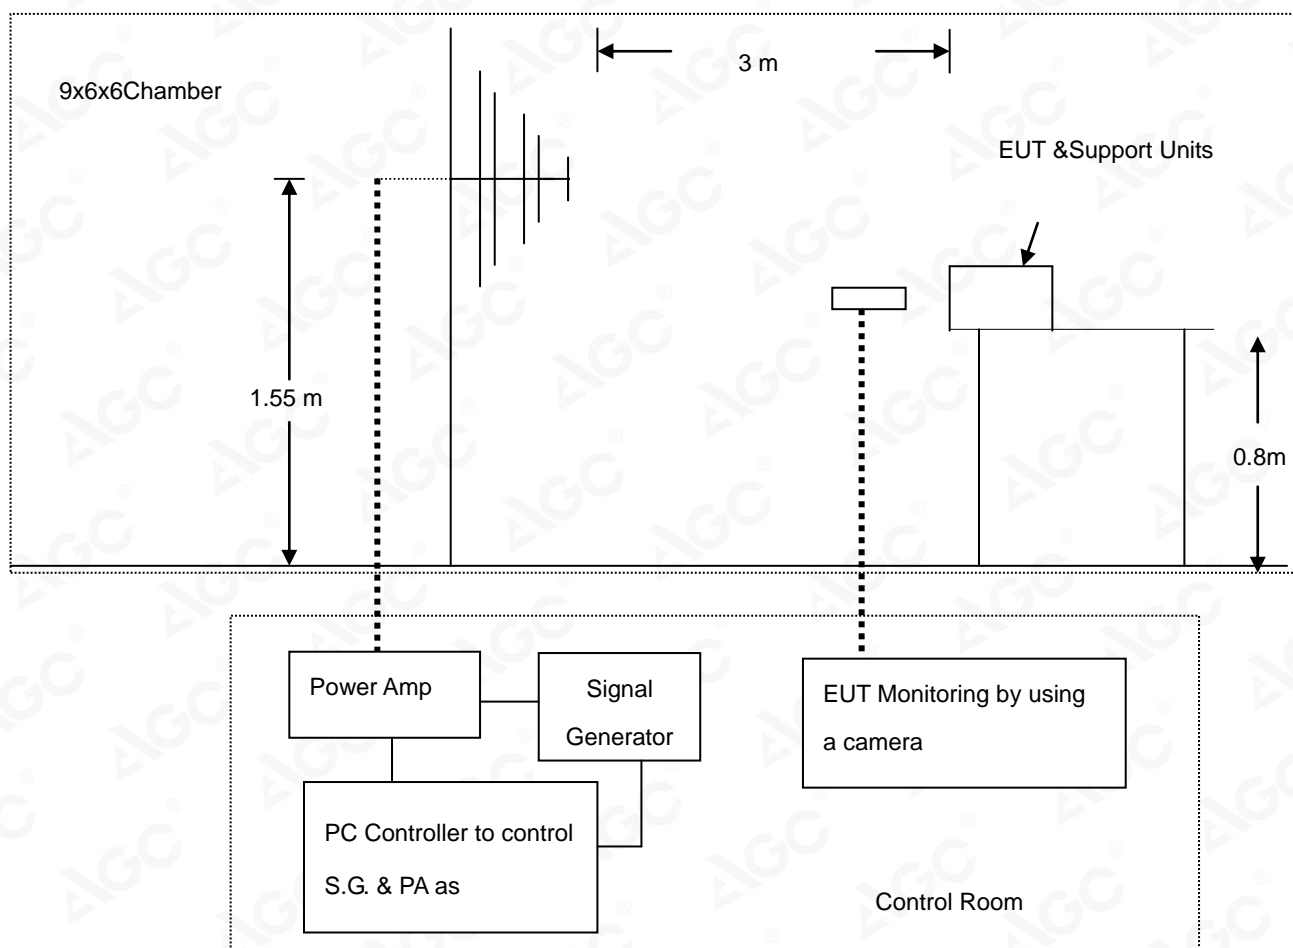 3 m
9x6x6Chamber
EUT &Support Units
1.55 m
0.8m
Power Amp
Signal
Generator
EUT Monitoring by using
a camera
PC Controller to control
S.G. & PA as
Control Room
AGC